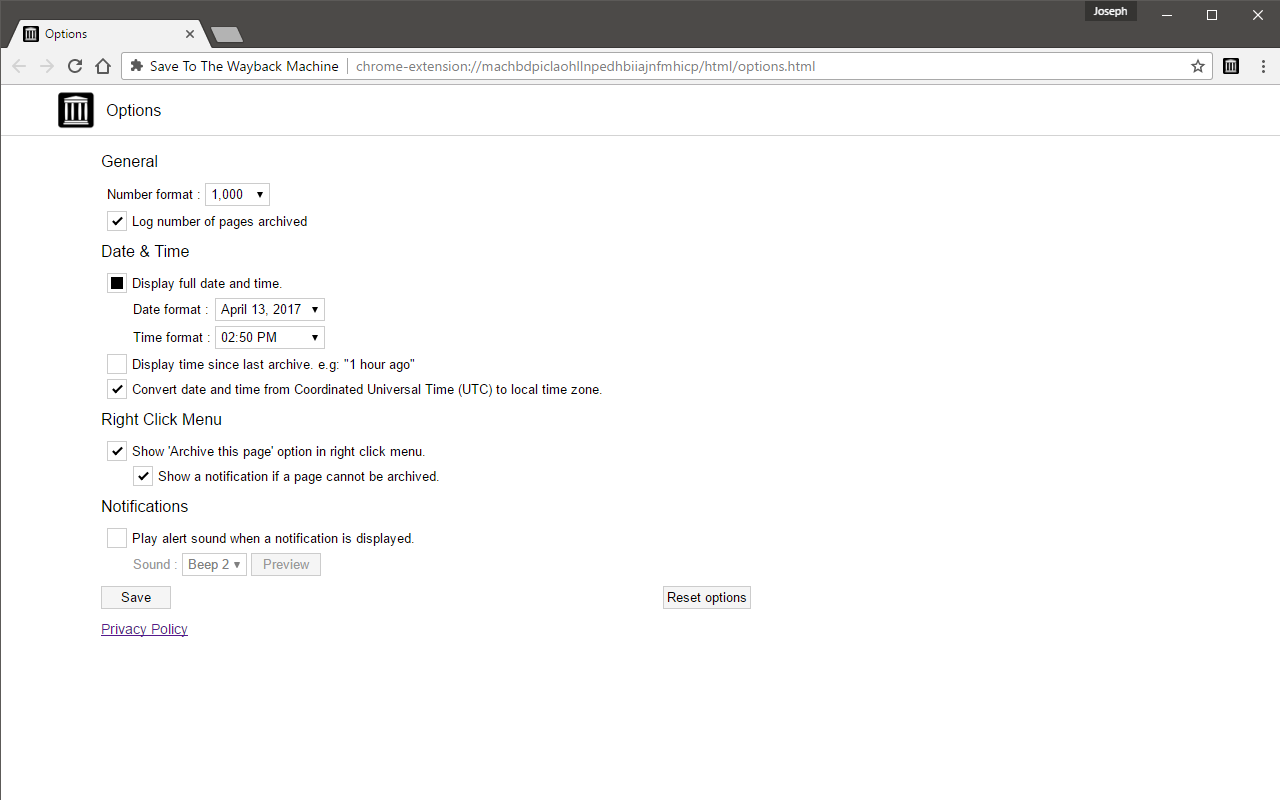 Joseph
Options
Save To The Wayback Machine chrome-extension://machbdpiclaohllnpedhbiiajnfmhicp/html/options.html
Options
General
Number format : 1,000
Log number of pages archived
Date & Time
Display full date and time.
Date format : April 13, 2017
Time format : 02:50 PM
Display time since last archive. e.g: "1 hour ago"
Convert date and time from Coordinated Universal Time (UTC) to local time zone.
Right Click Menu
Show 'Archive this page' option in right click menu.
Show a notification if a page cannot be archived.
Notifications
Play alert sound when a notification is displayed.
Sound : Beep 2 Preview
Save Reset options
Privacy Policy